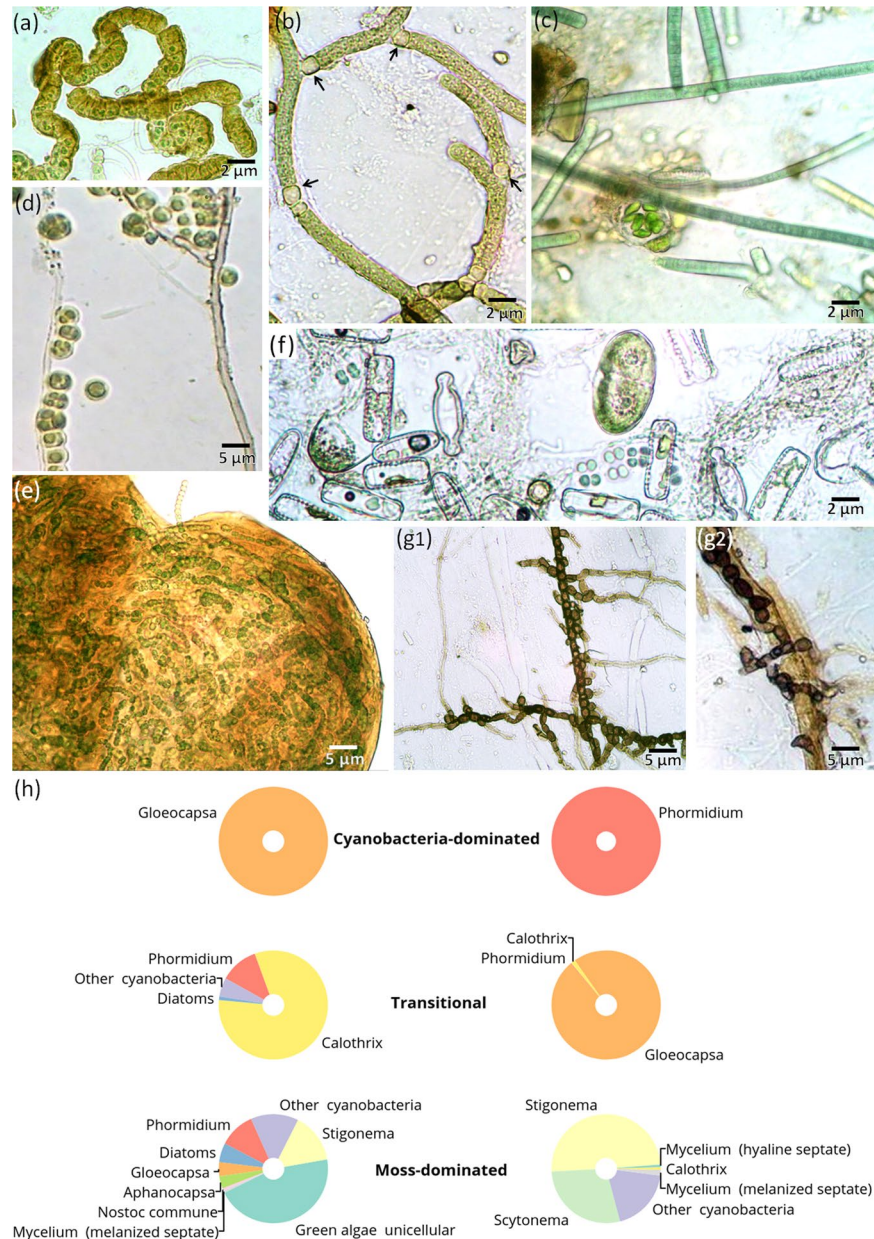 (a)
2 μm
(b)
2 μm
(c)
2 μm
(d)
5 μm
(f)
2 μm
(e)
5 μm
(g1)
5 μm
(g2)
5 μm
(h)
Gloeocapsa
Cyanobacteria-dominated
Phormidium
Phormidium
Other cyanobacteria
Diatoms
Calothrix
Transitional
Calothrix
Phormidium
Gloeocapsa
Other cyanobacteria
Phormidium
Stigonema
Diatoms
Gloeocapsa
Aphanocapsa
Nostoc commune
Mycelium (melanized septate)
Green algae unicellular
Moss-dominated
Stigonema
Mycelium (hyaline septate)
Calothrix
Mycelium (melanized septate)
Other cyanobacteria
Scytonema